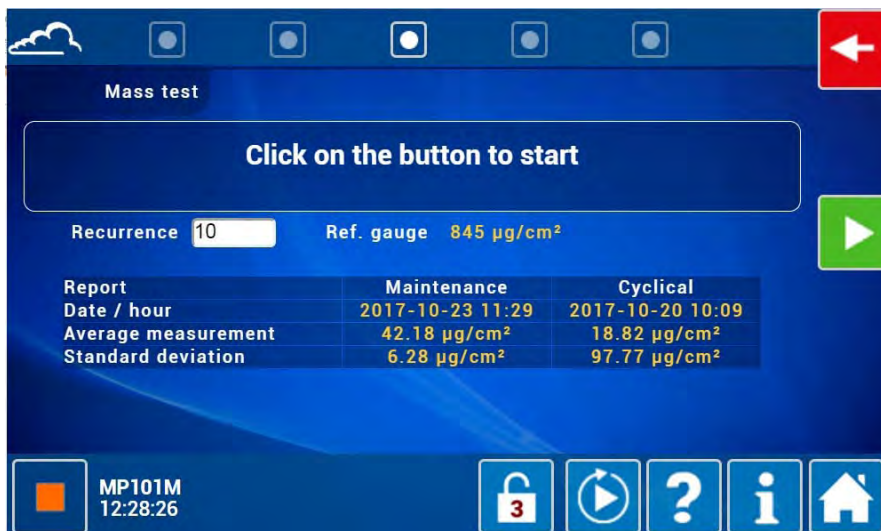 Mass test
Click on the button to start
Recurrence 10 Ref. gauge 845 µg/cm²
Report Maintenance Cyclical
Date / hour 2017-10-23 11:29 2017-10-20 10:09
Average measurement 42.18 µg/cm² 18.82 µg/cm²
Standard deviation 6.28 µg/cm² 97.77 µg/cm²
MP101M
12:28:26
3
?
i